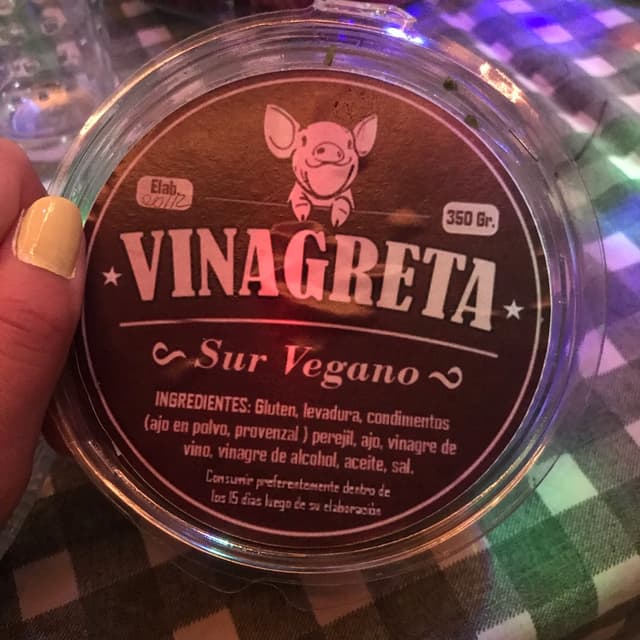 Elab.
350 Gr.
VINAGRETA
Sur Vegano
INGREDIENTES: Gluten, levadura, condimentos
(ajo en polvo, provenzal ) perejil, ajo, vinagre de
vino, vinagre de alcohol, aceite, sal.
Consumir preferentemente dentro de
los 15 días luego de su elaboración